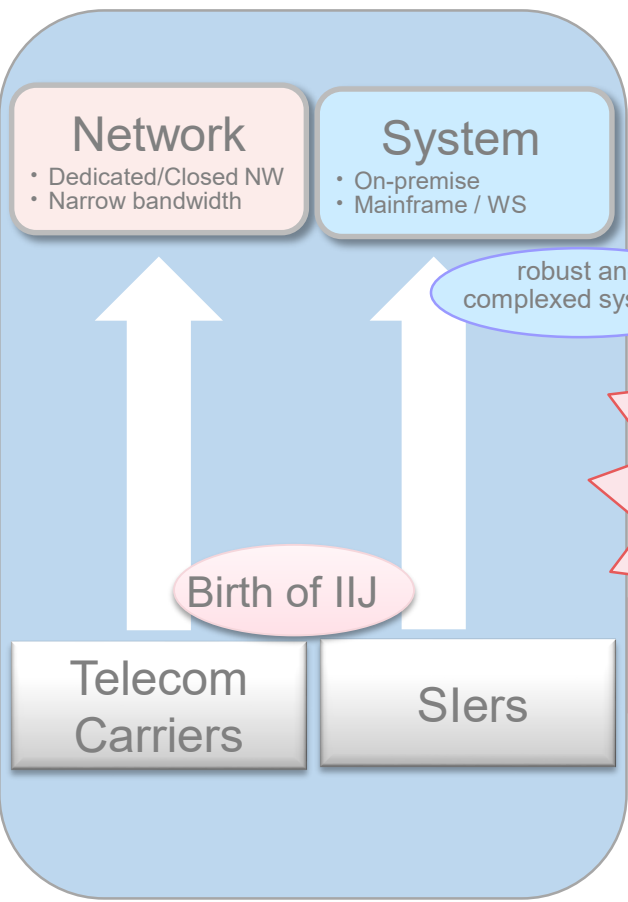 Network
・ Dedicated/Closed NW
・ Narrow bandwidth
System
・ On-premise
・ Mainframe / WS
robust an
complexed sys
Birth of IIJ
Telecom
Carriers
SIers